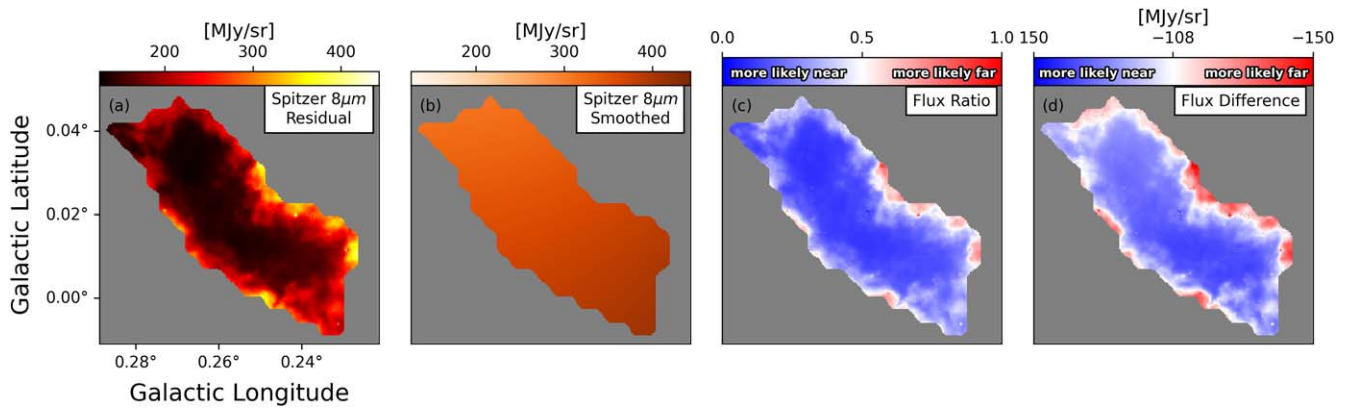 [MJy/sr]
200 300 400
(a)
Spitzer 8μm
Residual
[MJy/sr]
200 300 400
(b)
Spitzer 8μm
Smoothed
0.0 0.5 1.0
more likely near more likely far
(c)
Flux Ratio
[MJy/sr]
150 −108 −150
more likely near more likely far
(d)
Flux Difference
Galactic Latitude
0.04°
0.02°
0.00°
0.28° 0.26° 0.24°
Galactic Longitude